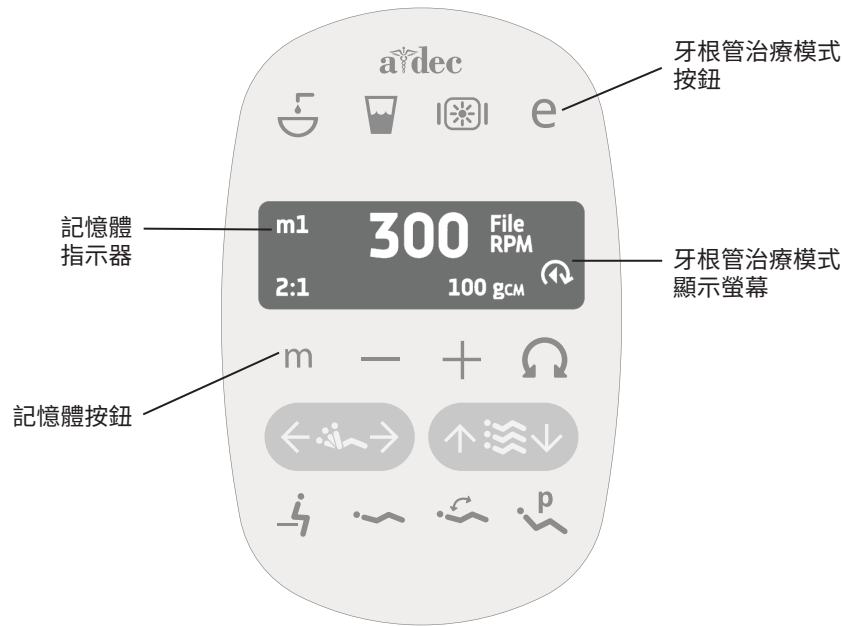 a dec
牙根管治療模式
按鈕
e
記憶體
指示器
m1
300
File
RPM
2:1
100 gCM
牙根管治療模式
顯示螢幕
m
記憶體按鈕
p